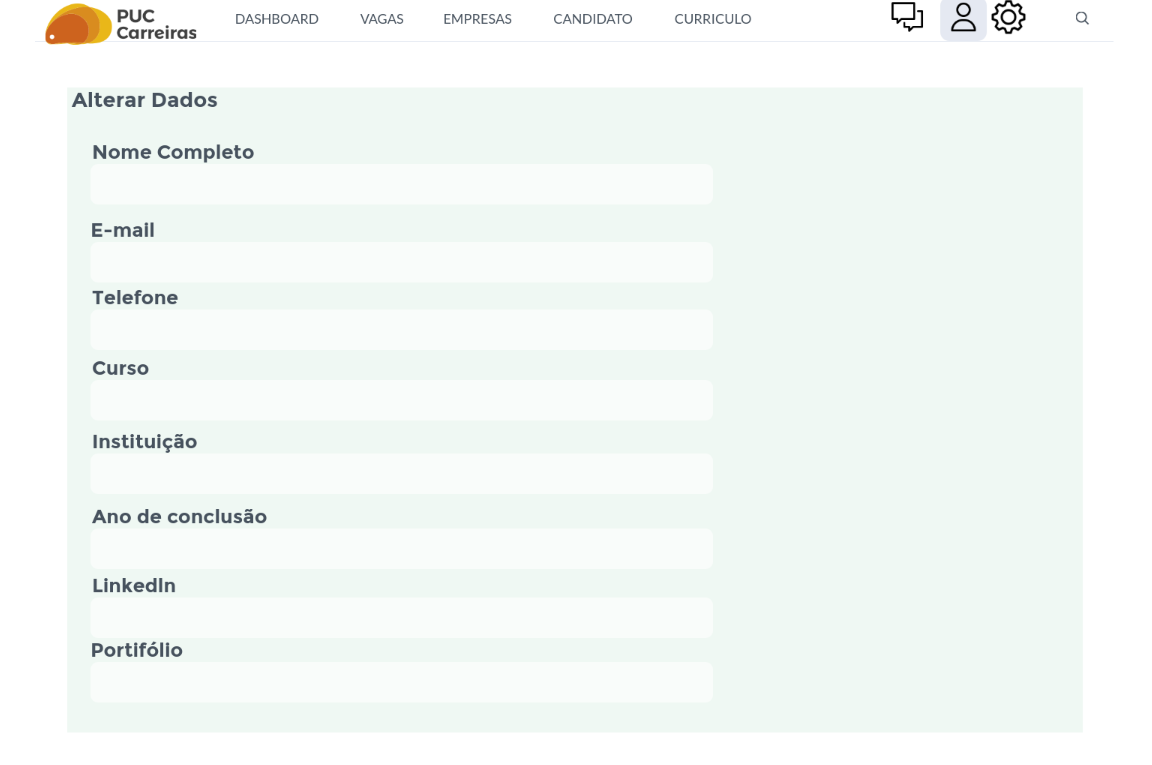 PUC
Carreiras
DASHBOARD VAGAS EMPRESAS CANDIDATO CURRICULO
Alterar Dados
Nome Completo
E-mail
Telefone
Curso
Instituição
Ano de conclusão
LinkedIn
Portifólio